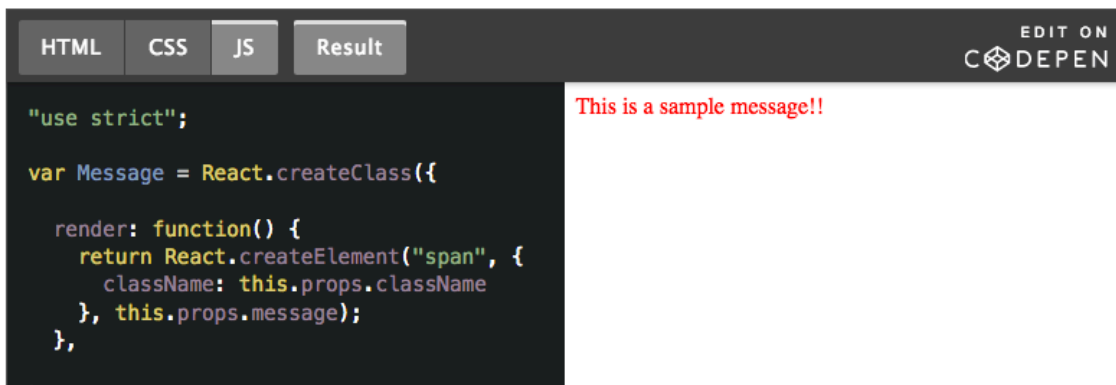 HTML CSS JS Result
EDIT ON
CODEPEN
"use strict";
var Message = React.createClass({
render: function() {
return React.createElement("span", {
className: this.props.className
}, this.props.message);
},
This is a sample message!!